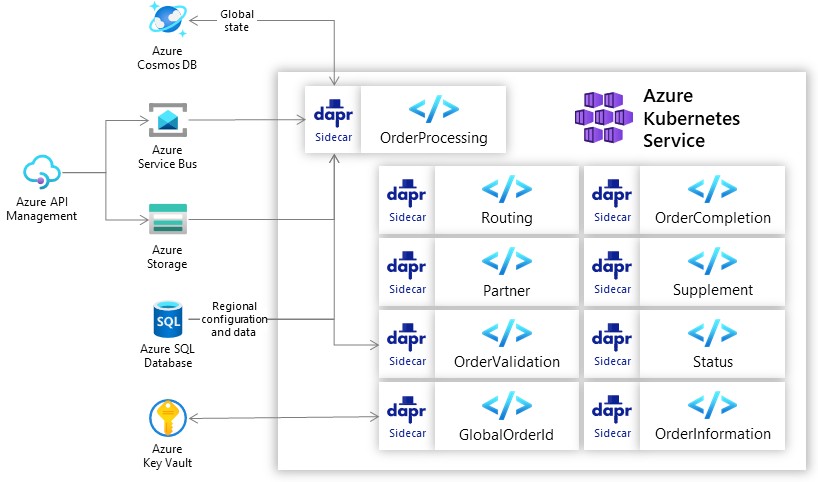 Global
state
Azure
Cosmos DB
dapr
Sidecar
OrderProcessing
Azure
Kubernetes
Service
Azure
Service Bus
Azure API
Management
Azure
Storage
dapr
Sidecar
Routing
dapr
Sidecar
OrderCompletion
dapr
Sidecar
Partner
dapr
Sidecar
Supplement
Regional
configuration
and data
SQL
Azure SQL
Database
dapr
Sidecar
OrderValidation
dapr
Sidecar
Status
Azure
Key Vault
dapr
Sidecar
GlobalOrderId
dapr
Sidecar
OrderInformation